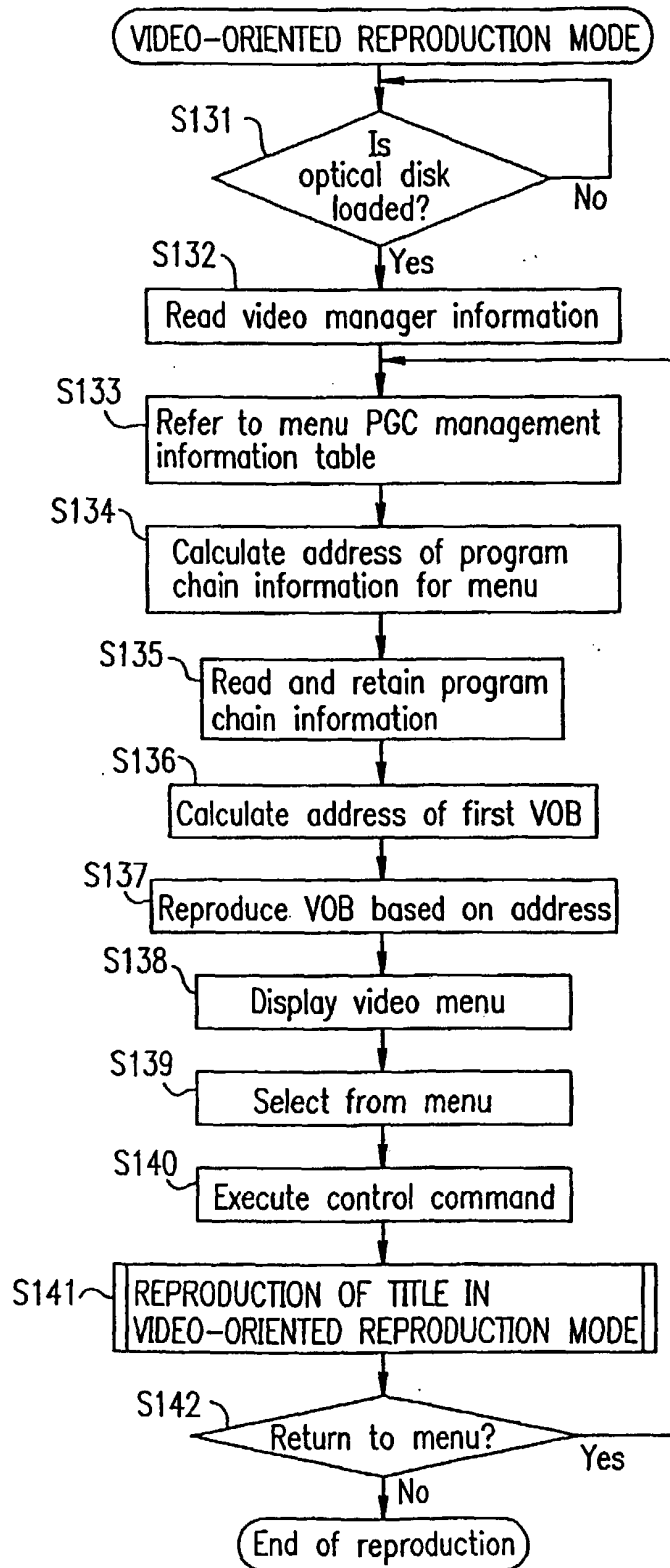 VIDEO-ORIENTED REPRODUCTION MODE
S131
Is
optical disk
loaded?
No
Yes
S132
Read video manager information
S133
Refer to menu PGC management
information table
S134
Calculate address of program
chain information for menu
S135
Read and retain program
chain information
S136
Calculate address of first VOB
S137
Reproduce VOB based on address
S138
Display video menu
S139
Select from menu
S140
Execute control command
S141
REPRODUCTION OF TITLE IN
VIDEO-ORIENTED REPRODUCTION MODE
S142
Return to menu?
Yes
No
End of reproduction